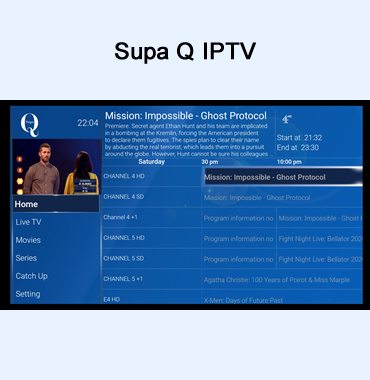 Supa Q IPTV
Supa
Q
22:04
Mission: Impossible - Ghost Protocol
Premiere. Secret agent Ethan Hunt and his team are implicated
in a bombing at the Kremlin, forcing the American president
to declare them fugitives. The spies plan to clear their name
by abducting the real terrorist, which leads them into a pursuit
around the globe. However, Hunt cannot be sure his colleagues ...
4
Start at 21:32
End at 23:30
Saturday
30 pm
10:00 pm
Home
Live TV
Movies
Series
Catch Up
Setting
CHANNEL 4 HD
Mission: Impossible - Ghost Protocol
CHANNEL 4 SD
Mission: Impossible - Ghost Protocol
Channel 4 +1
Program information no
Mission: Impossible - Ghost
CHANNEL 5 HD
Program information no
Fight Night Live: Bellator
CHANNEL 5 SD
Program information no
Fight Night Live: Bellator
CHANNEL 5 +1
Agatha Christie: 100 Years of Poirot & Miss Marple
E4 HD
X-Men: Days of Future Past